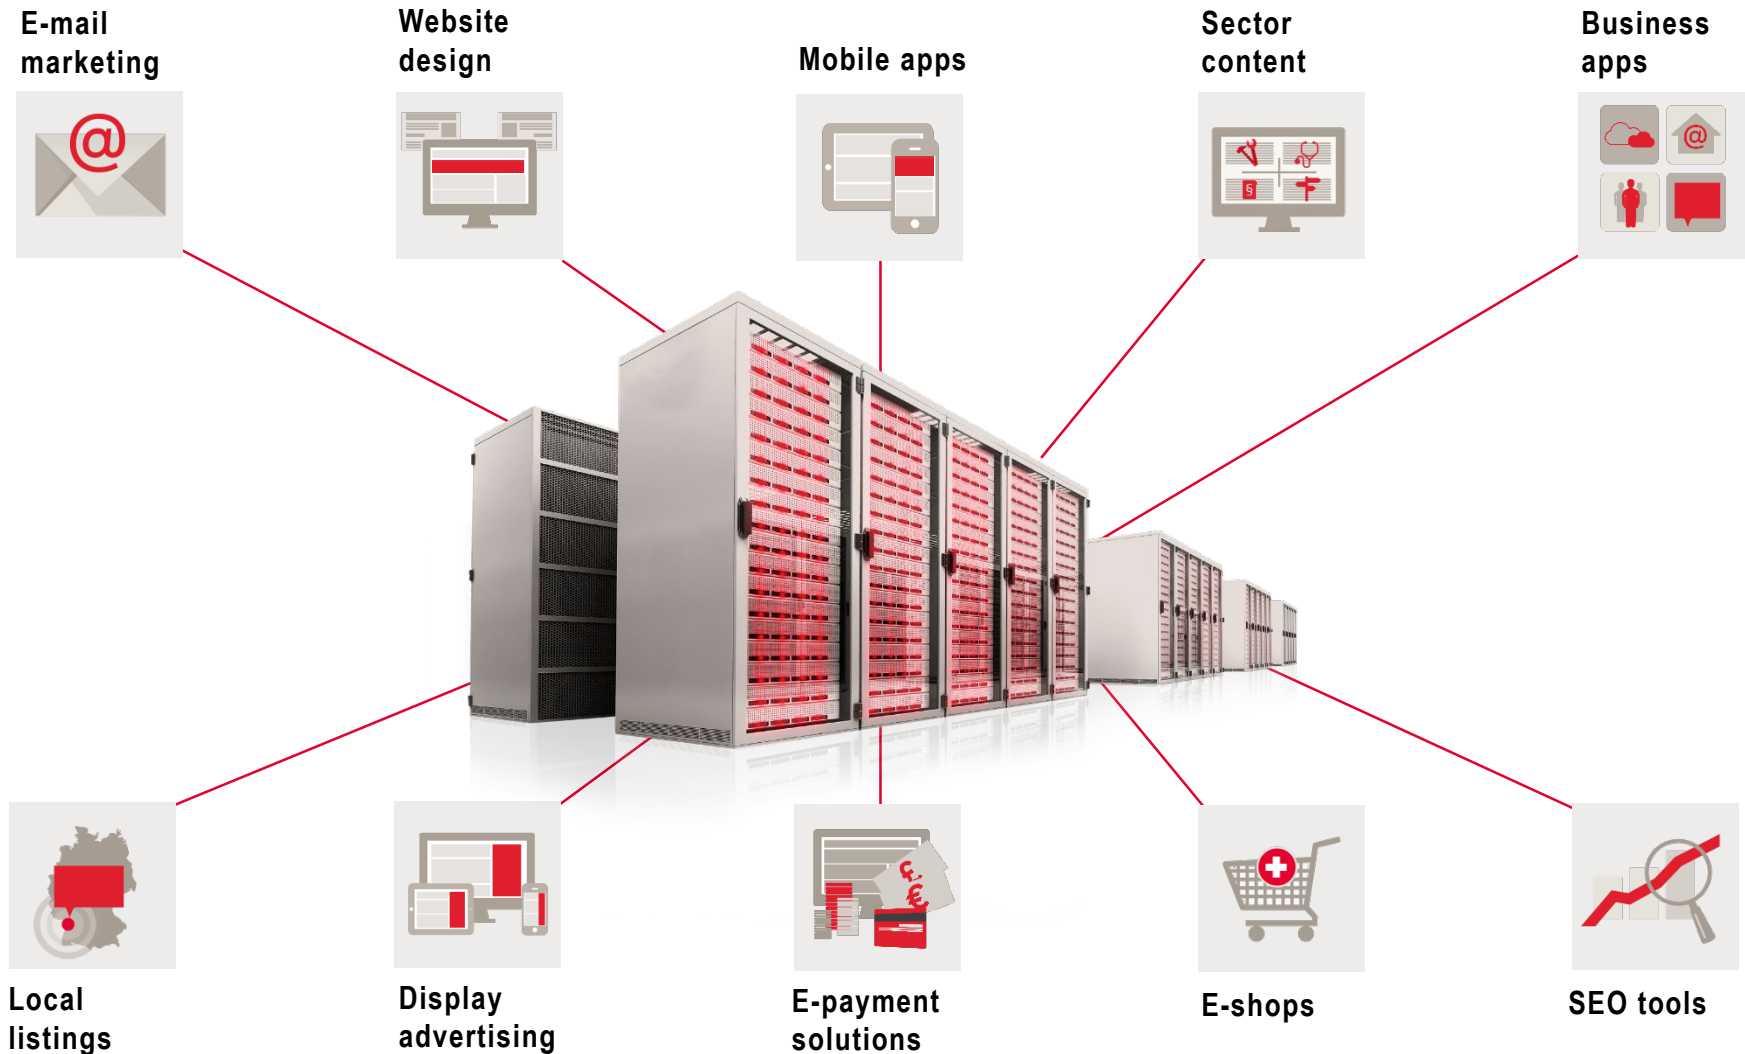 E-mail
marketing
Website
design
Mobile apps
Sector
content
Business
apps
@
@
§
£
€
Local
listings
Display
advertising
E-payment
solutions
E-shops
SEO tools